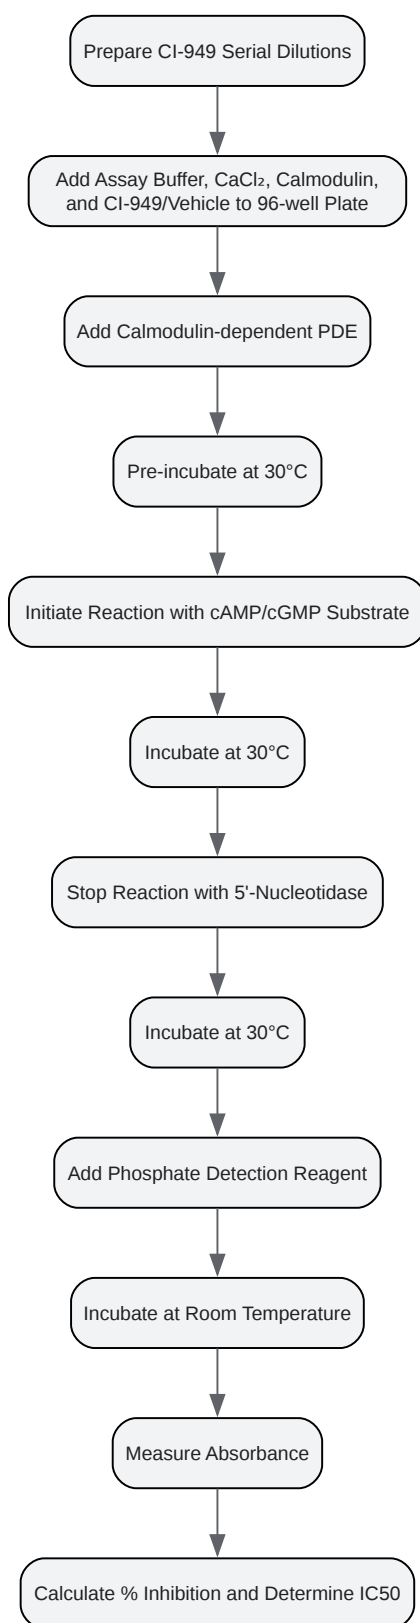 Prepare CI-949 Serial Dilutions
Add Assay Buffer, CaCl₂, Calmodulin,
and CI-949/Vehicle to 96-well Plate
Add Calmodulin-dependent PDE
Pre-incubate at 30°C
Initiate Reaction with cAMP/cGMP Substrate
Incubate at 30°C
Stop Reaction with 5'-Nucleotidase
Incubate at 30°C
Add Phosphate Detection Reagent
Incubate at Room Temperature
Measure Absorbance
Calculate % Inhibition and Determine IC50